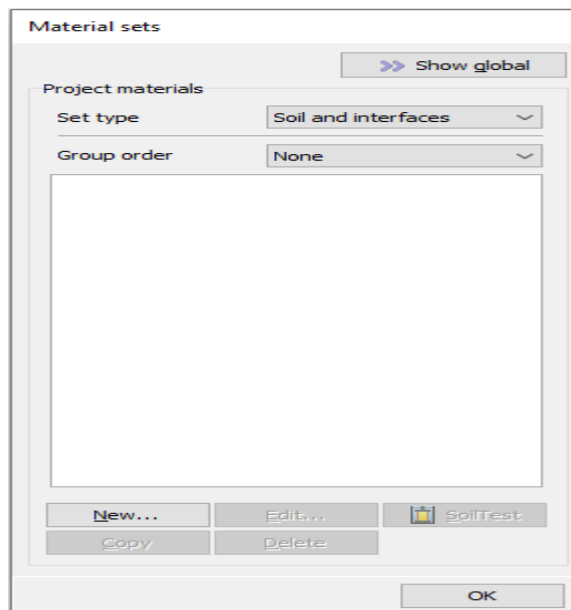 Material sets
Show global
Project materials
Set type Soil and interfaces
Group order None
New... Edit... SoilTest
Copy Delete
OK